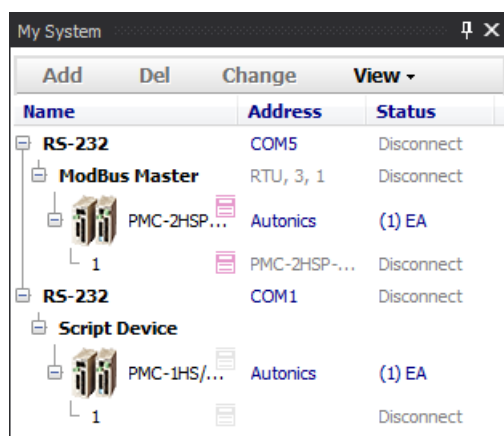 My System
Add Del Change View
Name Address Status
RS-232 COM5 Disconnect
ModBus Master RTU, 3, 1 Disconnect
PMC-2HSP... Autonics (1) EA
1 PMC-2HSP-... Disconnect
RS-232 COM1 Disconnect
Script Device
PMC-1HS/... Autonics (1) EA
1 Disconnect